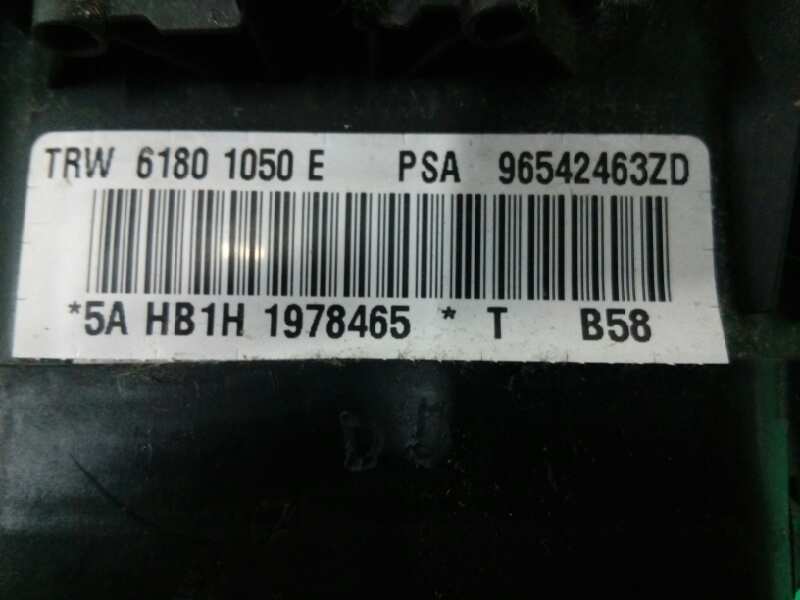 TRW 6180 1050 E PSA 96542463ZD
*5A HB1H 1978465 * T B58